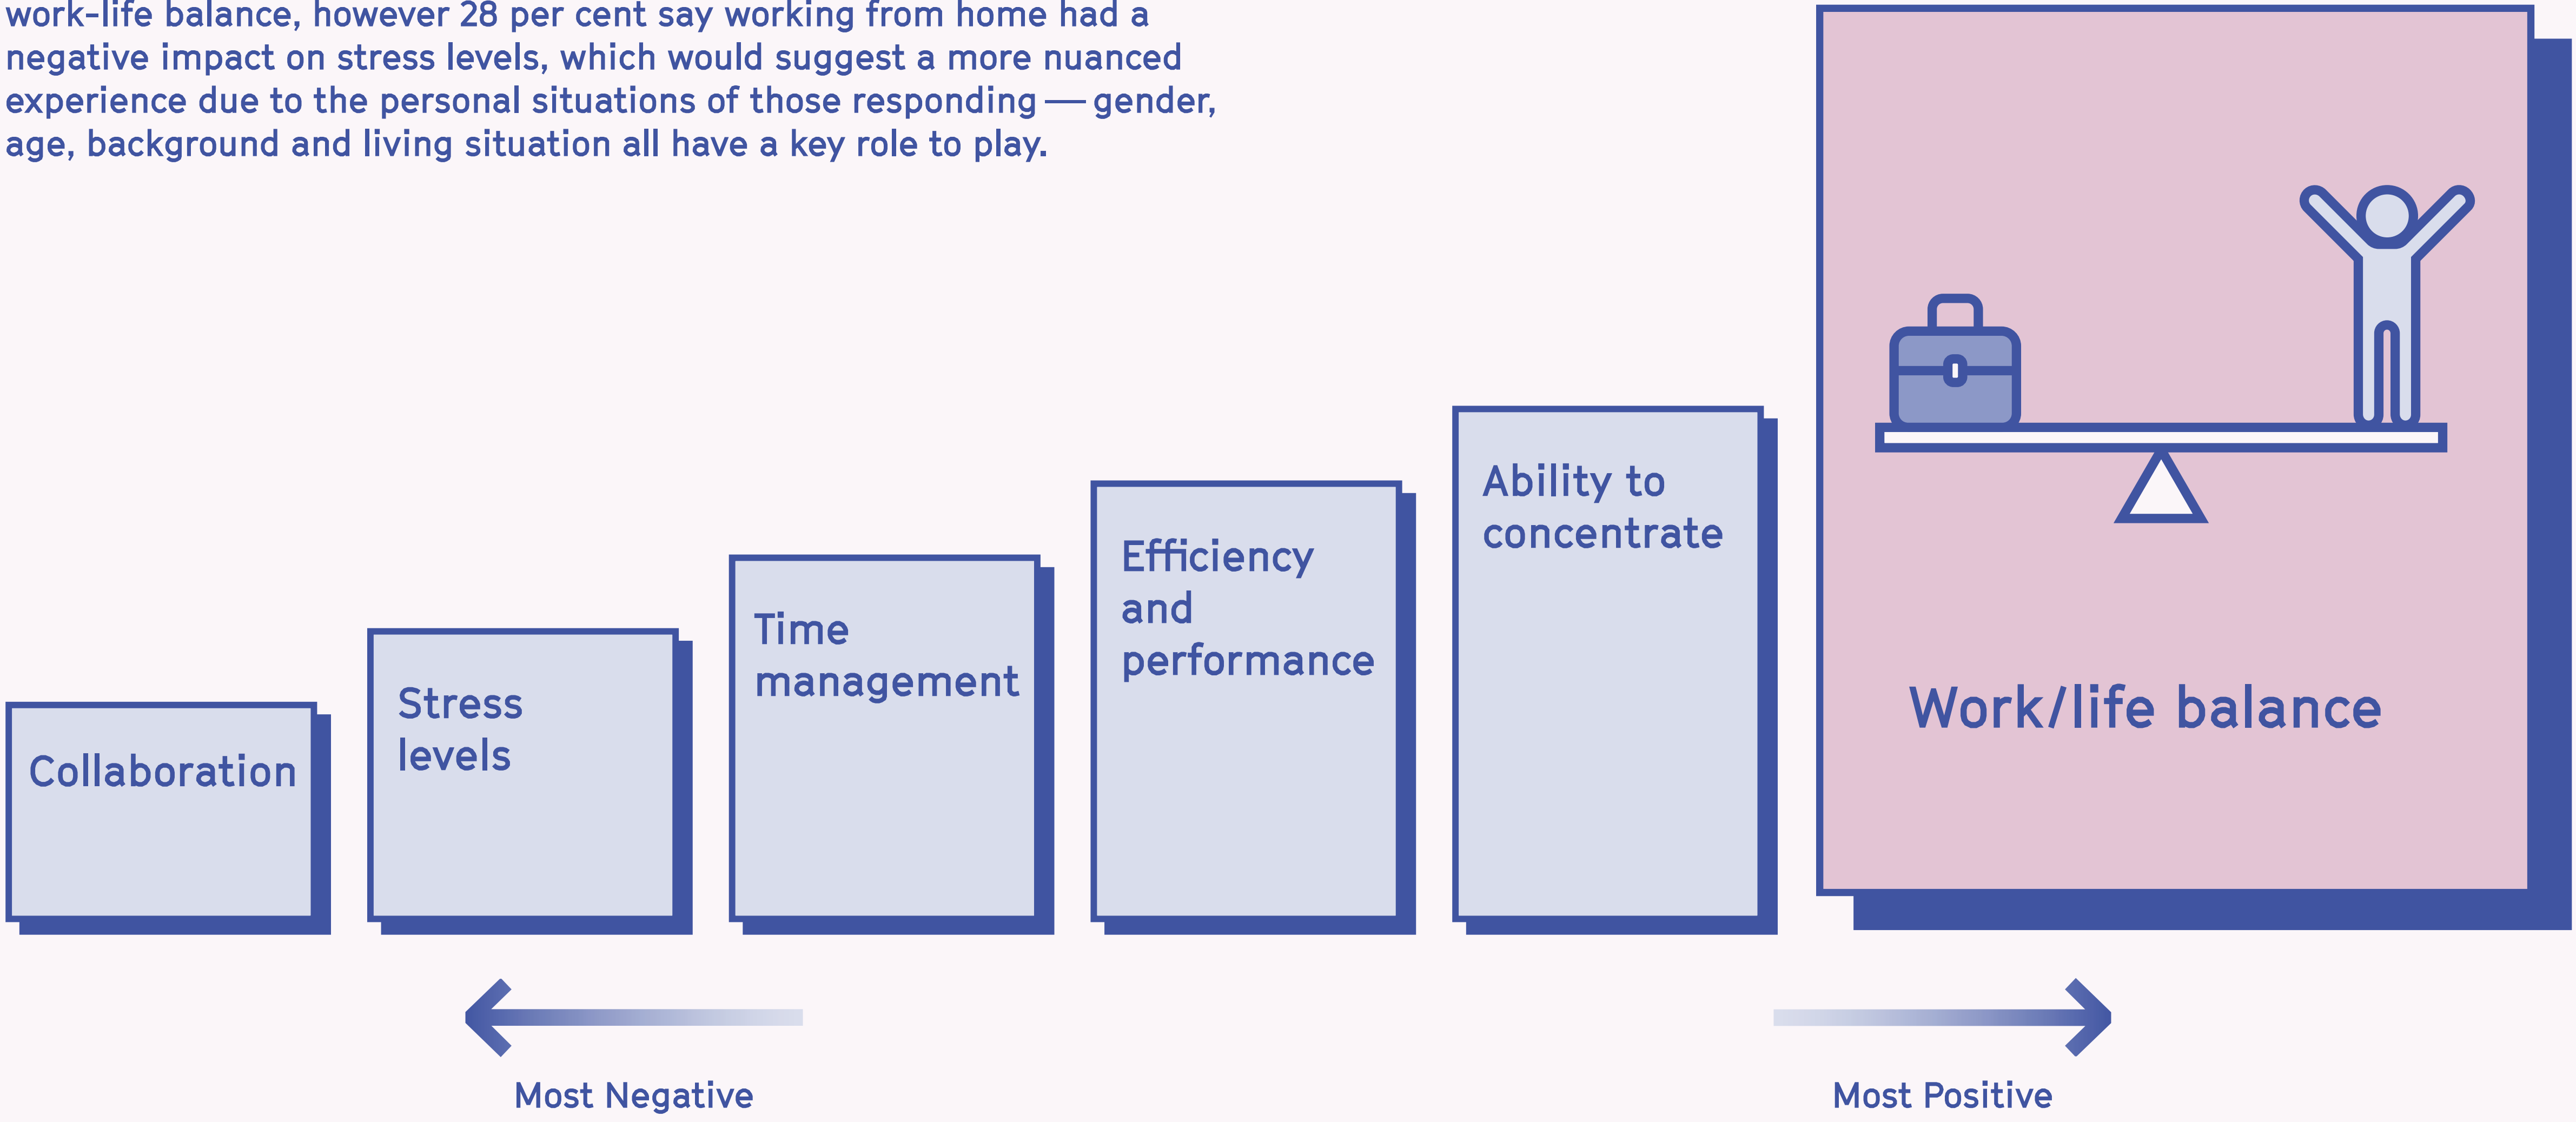 work-life balance, however 28 per cent say working from home had a
negative impact on stress levels, which would suggest a more nuanced
experience due to the personal situations of those responding — gender,
age, background and living situation all have a key role to play.
Collaboration
Stress
levels
Time
management
Efficiency
and
performance
Ability to
concentrate
Work/life balance
Most Negative
Most Positive